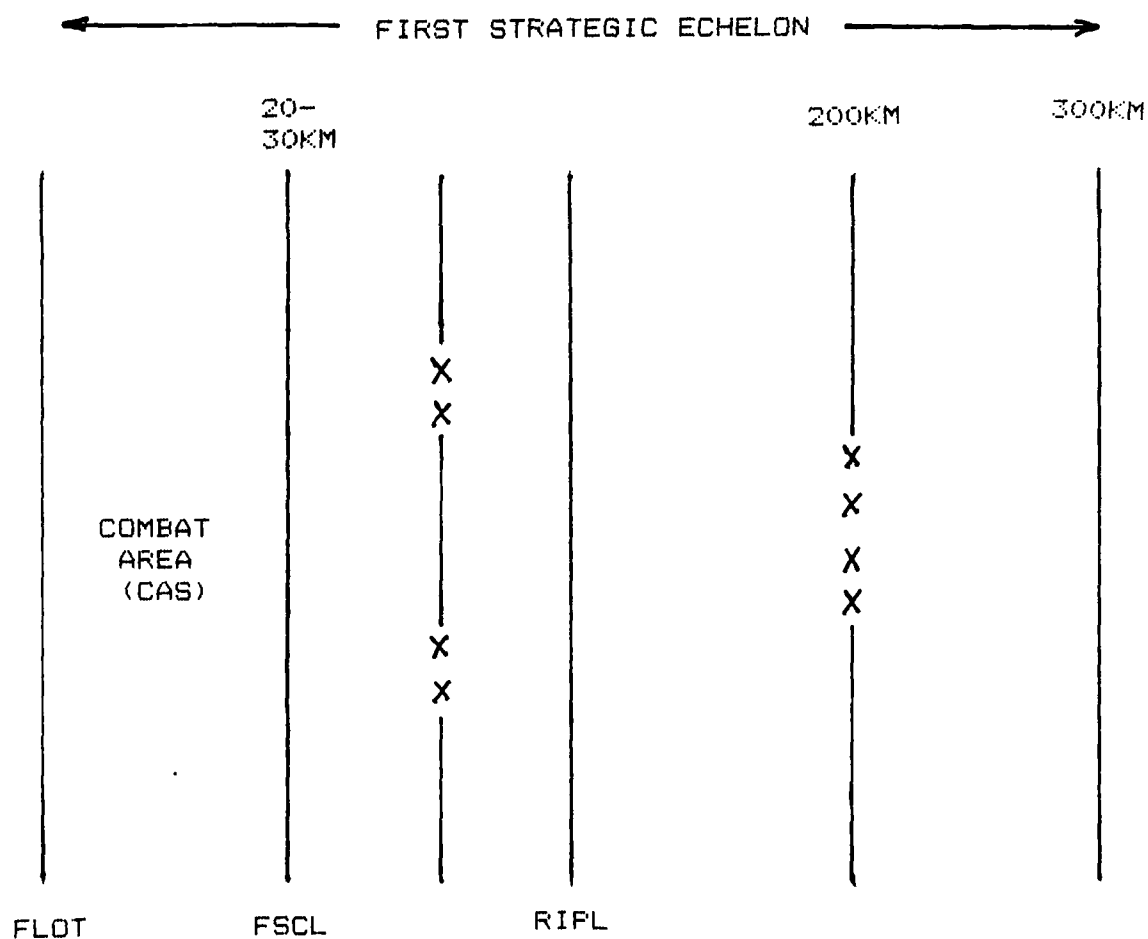 FIRST STRATEGIC ECHELON
20-
30KM
200KM
300KM
X
X
X
X
X
X
COMBAT
AREA
(CAS)
X
X
FLOT
FSCL
RIPL